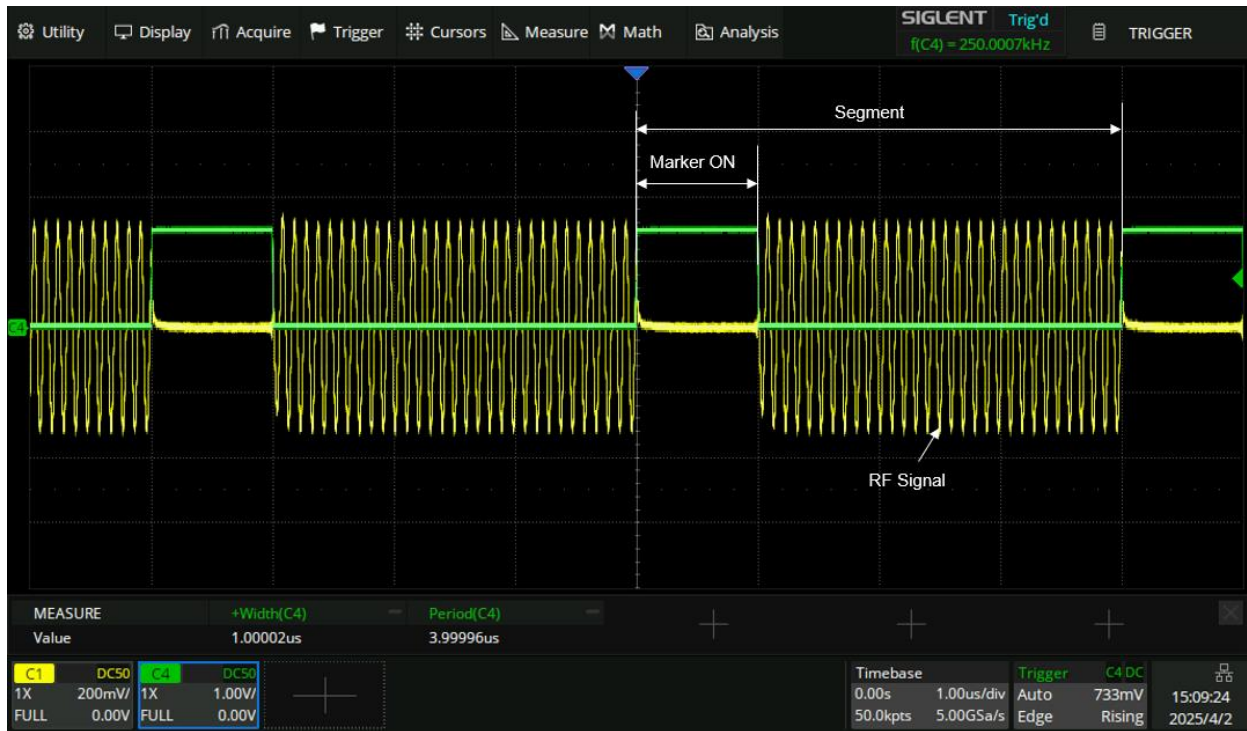 Utility Display Acquire Trigger Cursors Measure Math Analysis SIGLENT Trig'd TRIGGER
f(C4) = 250.0007kHz
Segment
Marker ON
C4
RF Signal
MEASURE +Width(C4) Period(C4)
Value 1.00002us 3.99996us
C1 DC50 C4 DC50 Timebase Trigger C4 DC
1X 200mV/ 1X 1.00V/ 0.00s 1.00us/div Auto 733mV 15:09:24
FULL 0.00V FULL 0.00V 50.0kpts 5.00GSa/s Edge Rising 2025/4/2